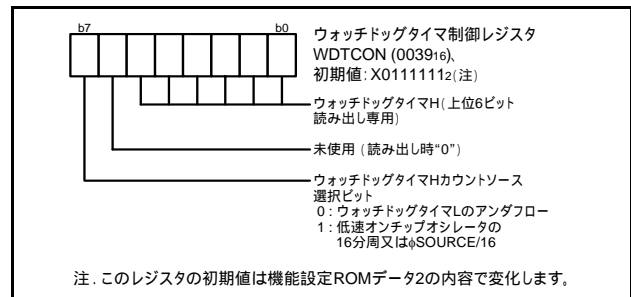 b7 b0
ウォッチドッグタイマ制御レジスタ
WDTCON (003916)、
初期値：X01111112(注)
ウォッチドッグタイマH(上位6ビット
読み出し専用)
未使用 (読み出し時“0”)
ウォッチドッグタイマHカウントソース
選択ビット
0：ウォッチドッグタイマLのアンダフロー
1：低速オンチップオシレータの
16分周又はφSOURCE/16
注．このレジスタの初期値は機能設定ROMデータ2の内容で変化します。